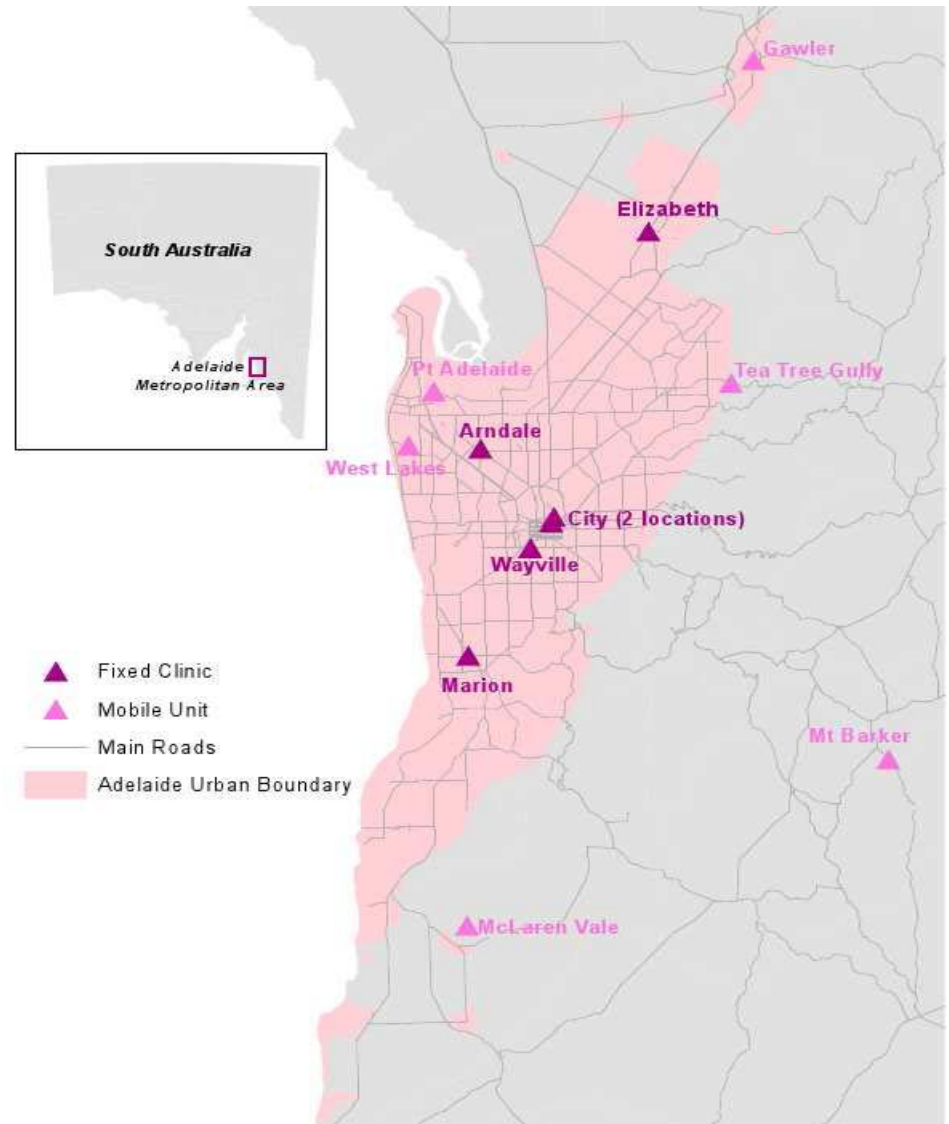 Gawler
Elizabeth
South Australia
Adelaide
Metropolitan Area
Pt Adelaide
Tea Tree Gully
Arndale
West Lakes
City (2 locations)
Wayville
Fixed Clinic
Marion
Mobile Unit
Mt Barker
Main Roads
Adelaide Urban Boundary
McLaren Vale